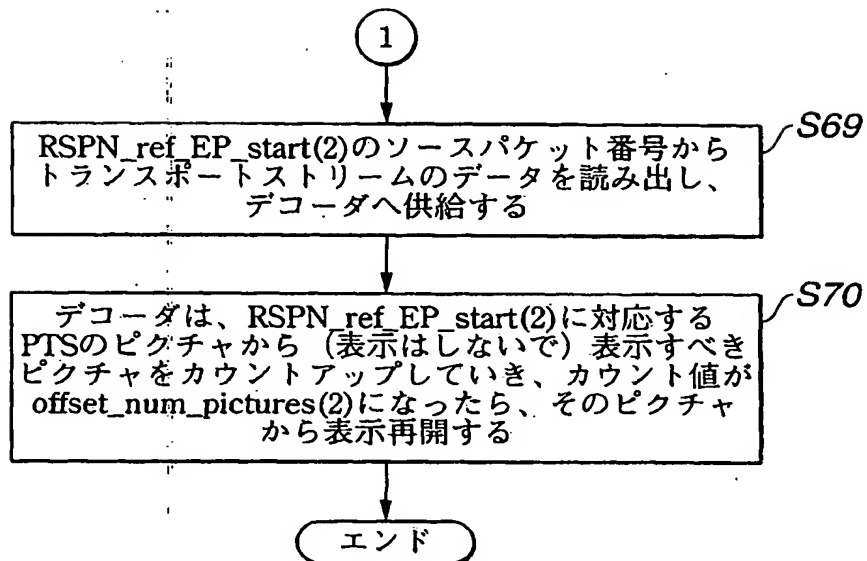 1
S69
RSPN_ref_EP_start(2)のソースパケット番号から
トランスポートストリームのデータを読み出し、
デコーダへ供給する
S70
デコーダは、RSPN_ref_EP_start(2)に対応する
PTSのピクチャから（表示はしないで）表示すべき
ピクチャをカウントアップしていき、カウント値が
offset_num_pictures(2)になったら、そのピクチャ
から表示再開する
エンド